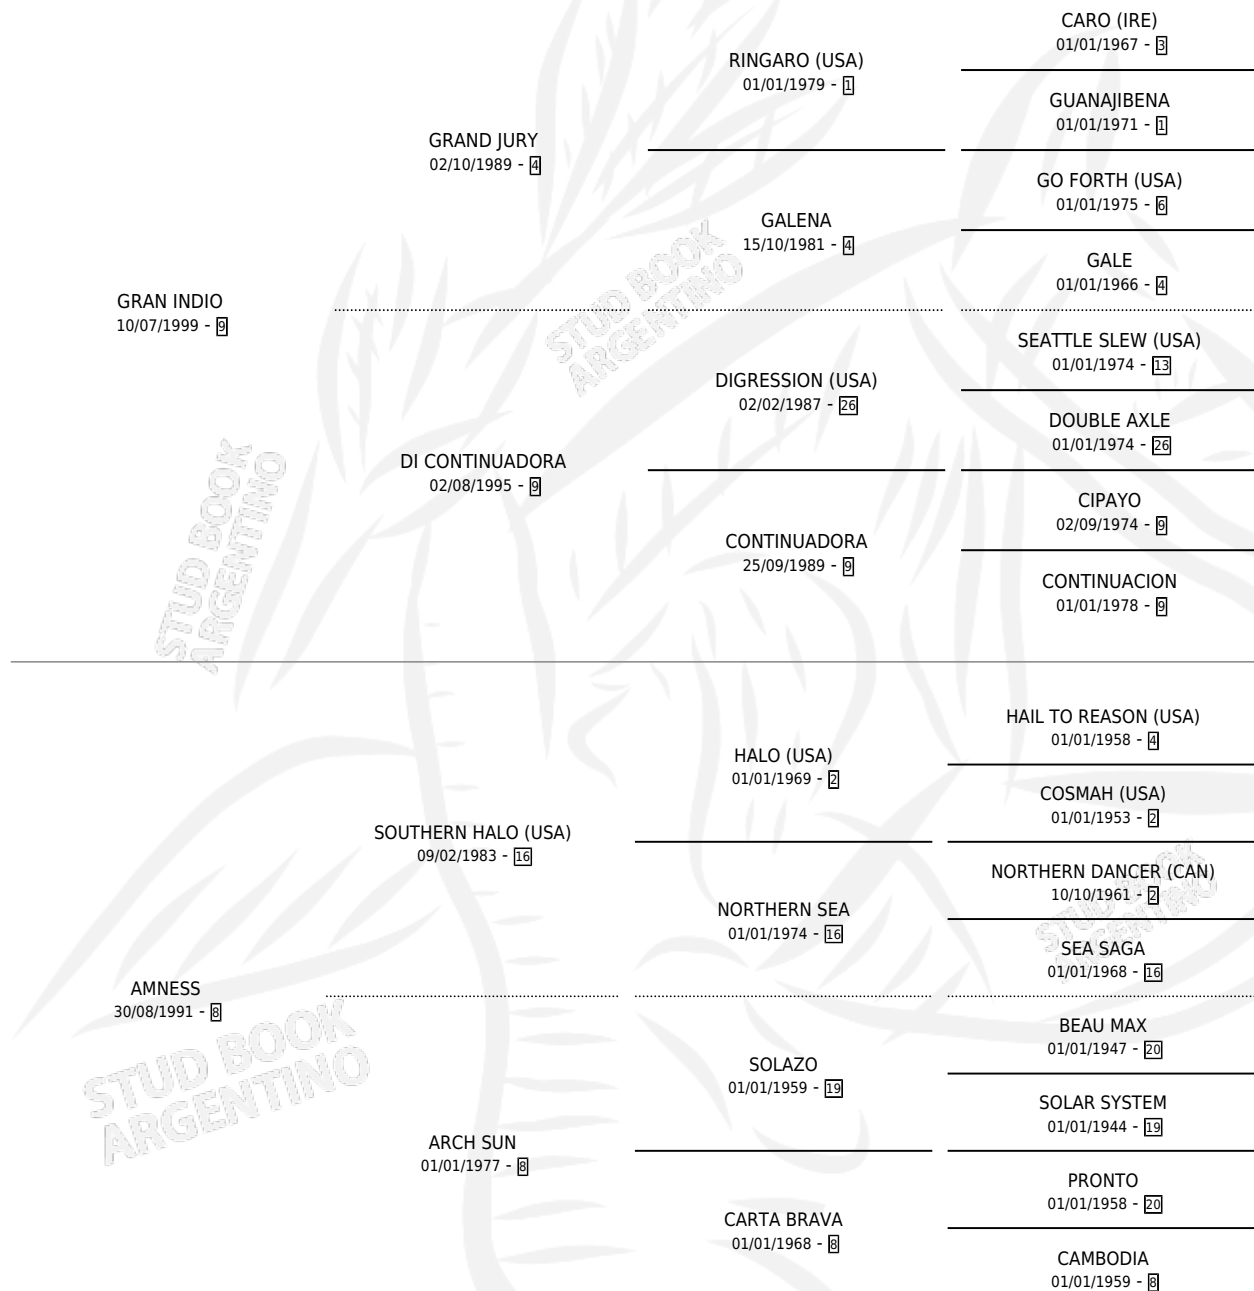 CARO (IRE)
01/01/1967 - 3
RINGARO (USA)
01/01/1979 - 1
GUANAJIBENA
01/01/1971 - 1
GRAND JURY
02/10/1989 - 4
GO FORTH (USA)
01/01/1975 - 6
GALENA
15/10/1981 - 4
GALE
01/01/1966 - 4
GRAN INDIO
10/07/1999 - 9
SEATTLE SLEW (USA)
01/01/1974 - 13
DIGRESSION (USA)
02/02/1987 - 26
DOUBLE AXLE
01/01/1974 - 26
DI CONTINUADORA
02/08/1995 - 9
CIPAYO
02/09/1974 - 9
CONTINUADORA
25/09/1989 - 9
CONTINUACION
01/01/1978 - 9
HAIL TO REASON (USA)
01/01/1958 - 4
HALO (USA)
01/01/1969 - 2
COSMAH (USA)
01/01/1953 - 2
SOUTHERN HALO (USA)
09/02/1983 - 16
NORTHERN DANCER (CAN)
10/10/1961 - 2
NORTHERN SEA
01/01/1974 - 16
SEA SAGA
01/01/1968 - 16
AMNESS
30/08/1991 - 8
BEAU MAX
01/01/1947 - 20
SOLAZO
01/01/1959 - 19
SOLAR SYSTEM
01/01/1944 - 19
ARCH SUN
01/01/1977 - 8
PRONTO
01/01/1958 - 20
CARTA BRAVA
01/01/1968 - 8
CAMBODIA
01/01/1959 - 8
STUD BOOK
ARGENTINO
STUD BOOK
ARGENTINO
STUD BOOK
ARGENTINO
STUD BOOK
ARGENTINO